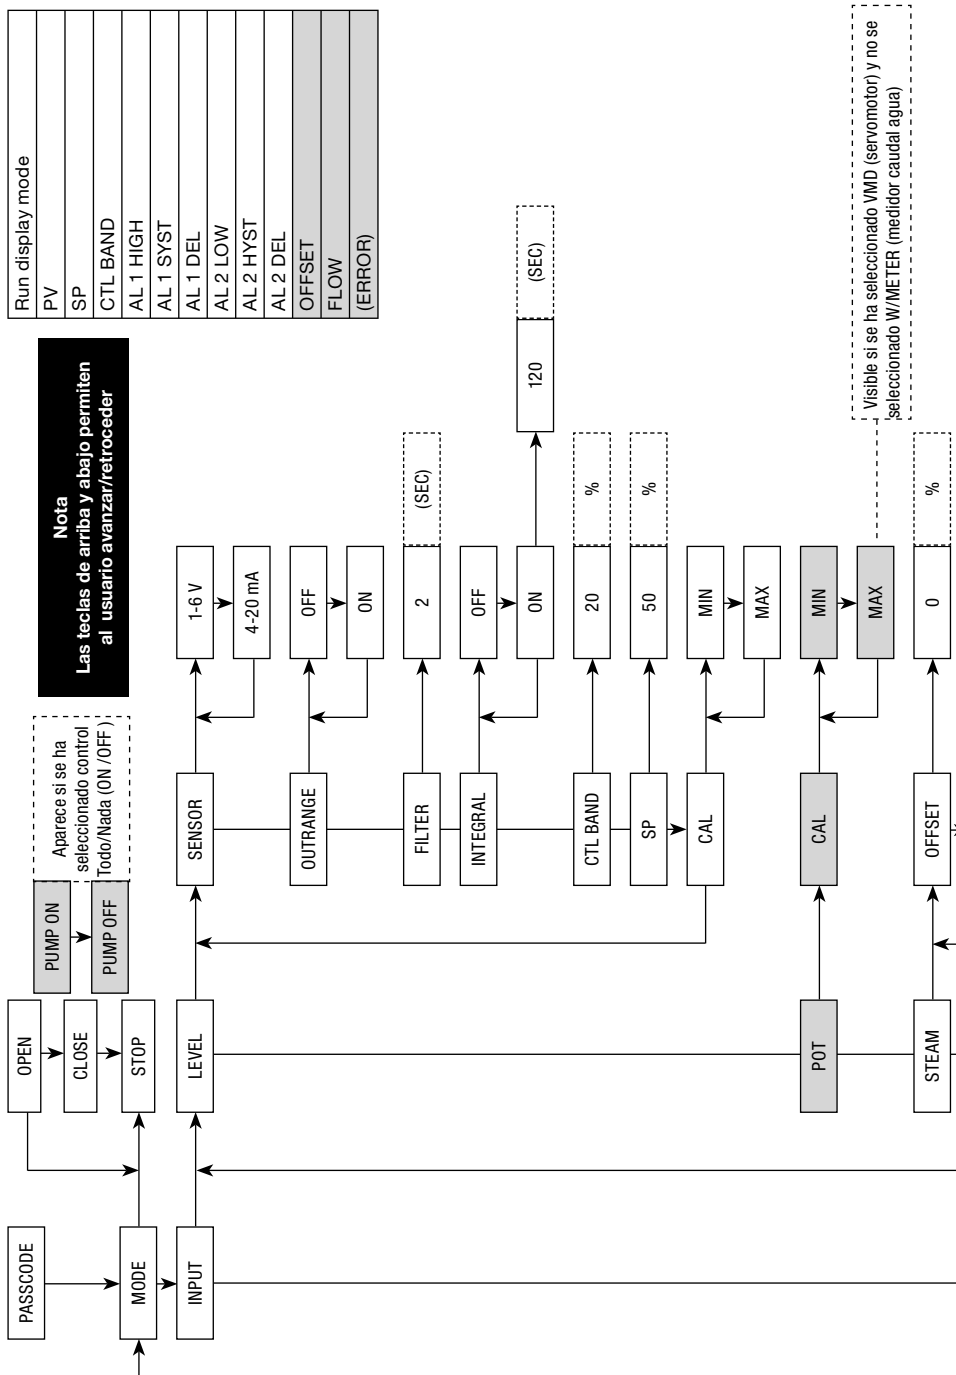 Run display mode
PV
SP
CTL BAND
AL 1 HIGH
AL 1 SYST
AL 1 DEL
AL 2 LOW
AL 2 HYST
AL 2 DEL
OFFSET
FLOW
(ERROR)
Nota
Las teclas de arriba y abajo permiten
al usuario avanzar/retroceder
Aparece si se ha
seleccionado control
Todo/Nada (ON /OFF )
PUMP ON
PUMP OFF
OPEN
CLOSE
STOP
PASSCODE
MODE
INPUT
LEVEL
SENSOR
1-6 V
4-20 mA
OUTRANGE
OFF
ON
FILTER
2
(SEC)
INTEGRAL
OFF
ON
120
(SEC)
CTL BAND
20
%
SP
50
%
CAL
MIN
MAX
POT
CAL
MIN
MAX
Visible si se ha seleccionado VMD (servomotor) y no se
seleccionado W/METER (medidor caudal agua)
STEAM
OFFSET
0
%